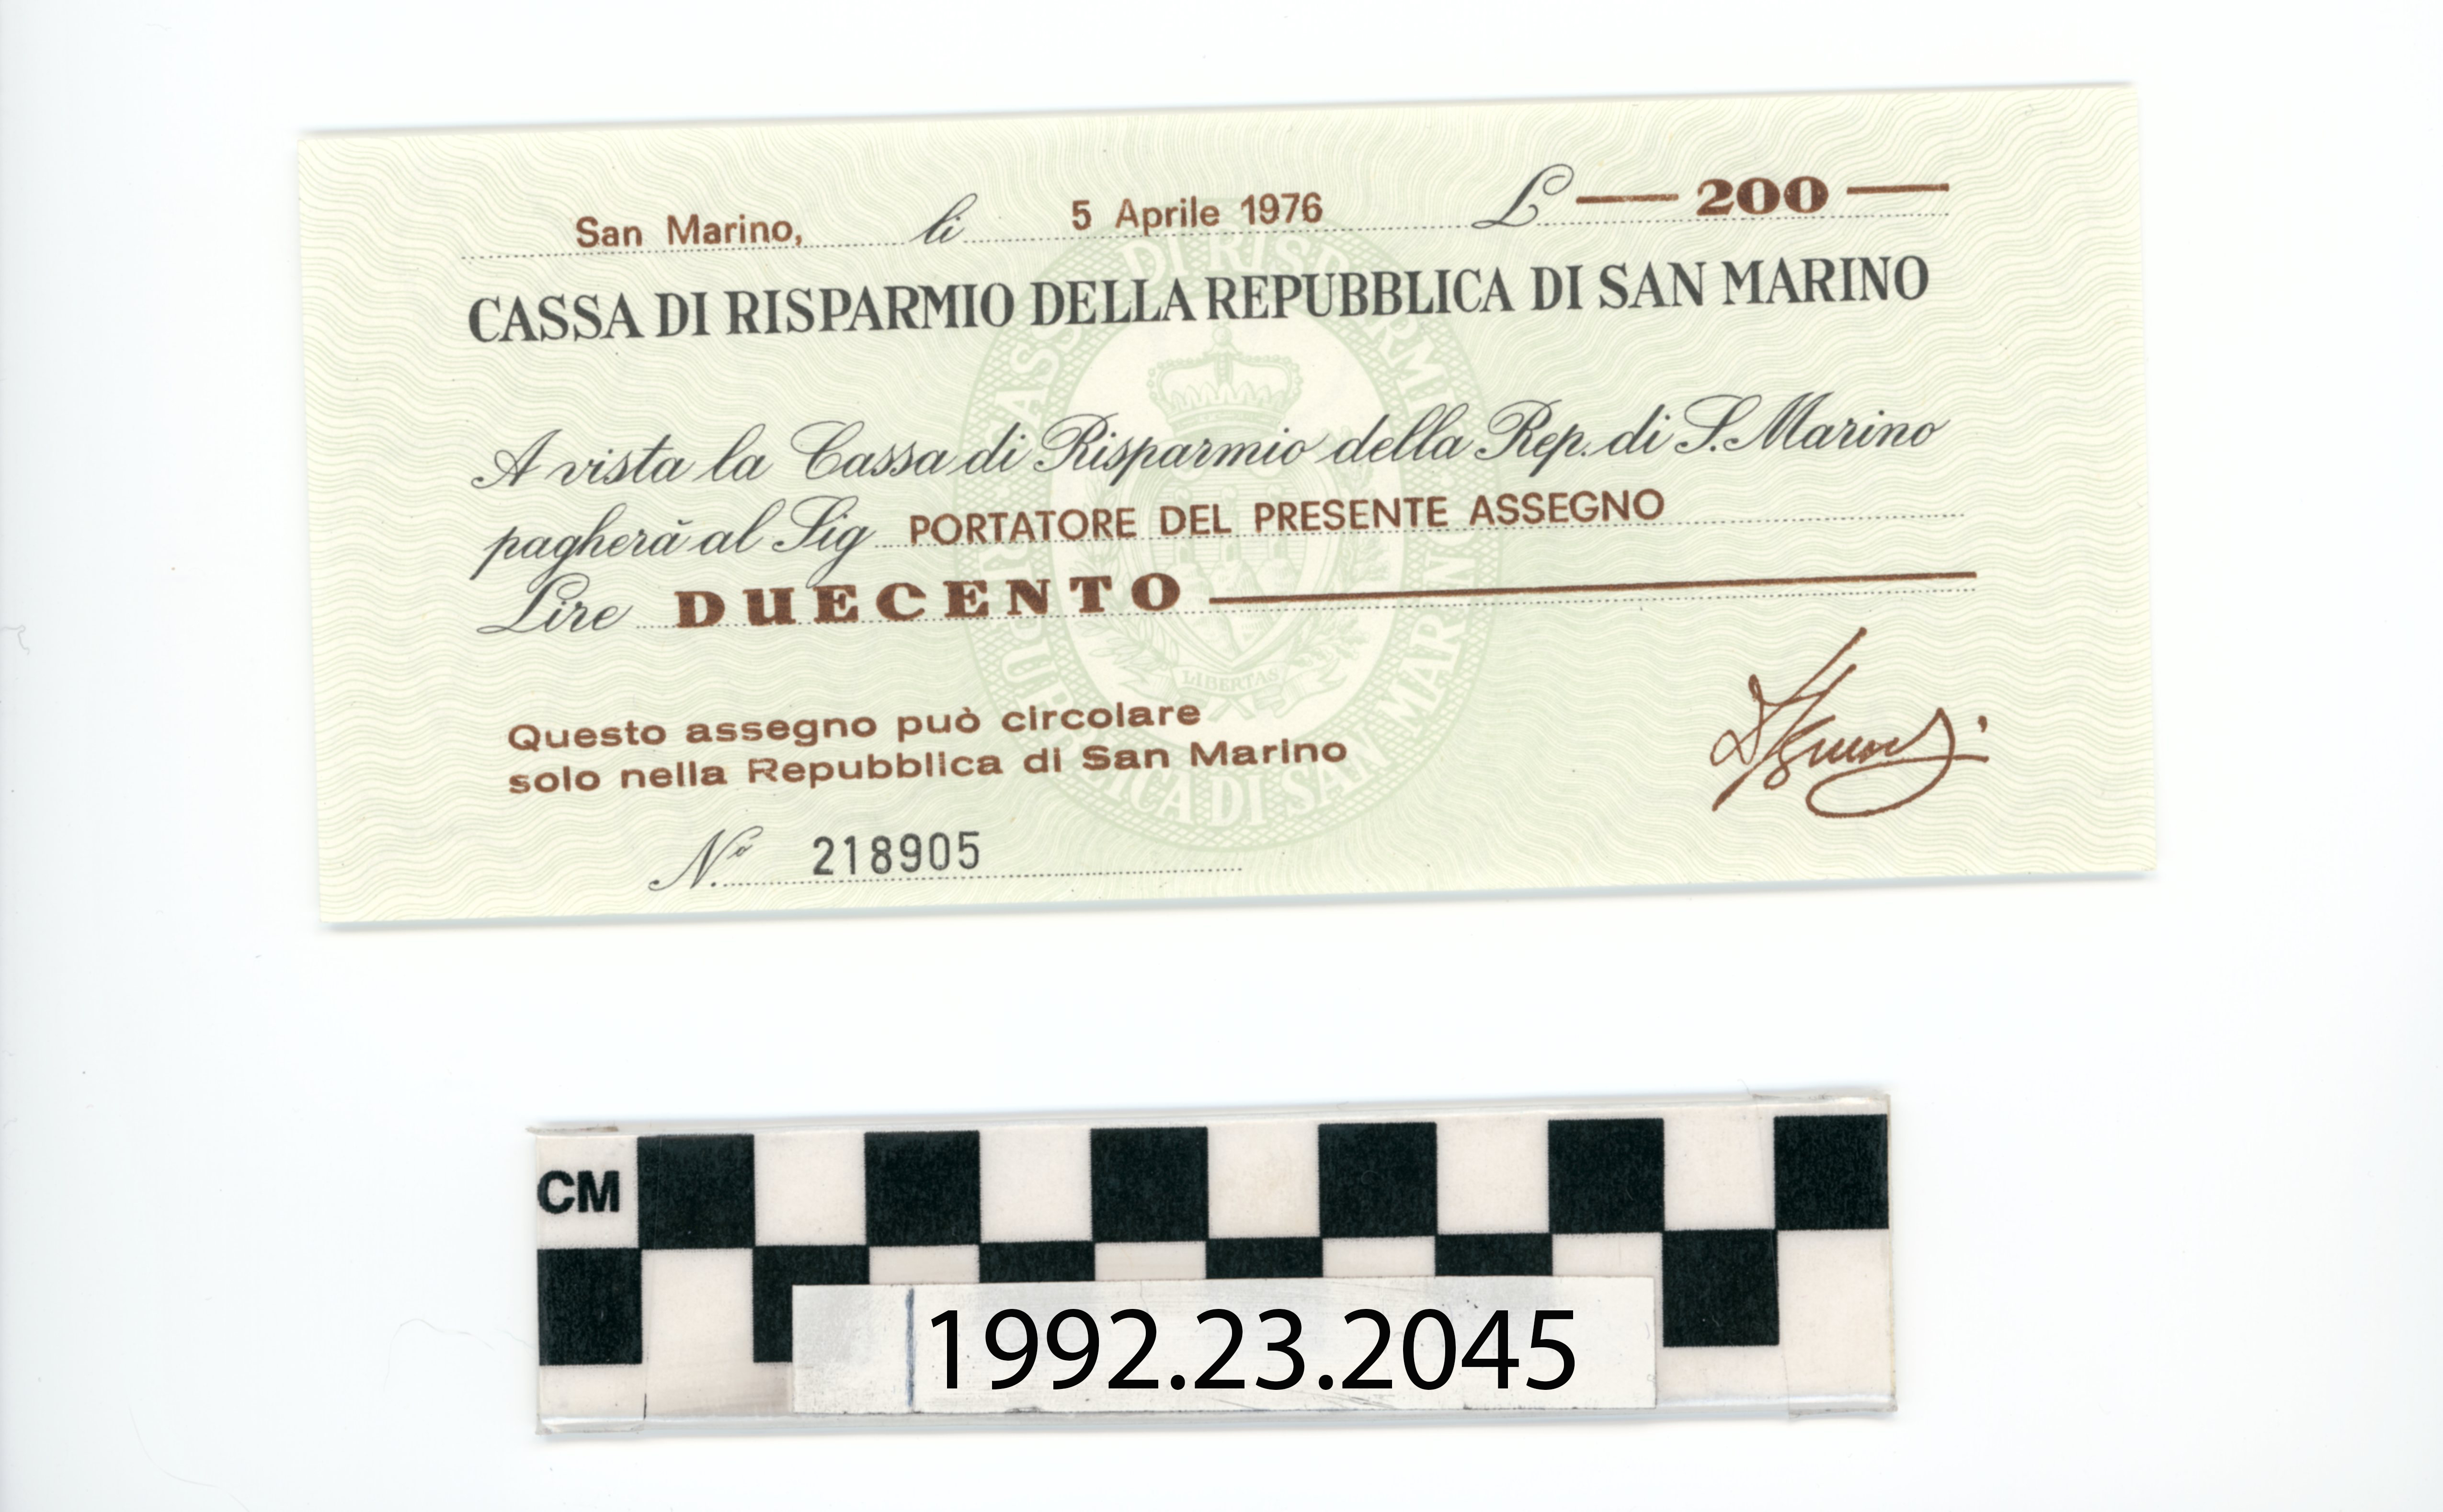 San Marino, li 5 Aprile 1976 £ — 200 —
CASSA DI RISPARMIO DELLA REPUBBLICA DI SAN MARINO
A vista la Cassa di Risparmio della Rep. di S. Marino
pagherà al Sig PORTATORE DEL PRESENTE ASSEGNO
Lire DUECENTO
LIBERTAS
Questo assegno può circolare
solo nella Repubblica di San Marino
N.º 218905
CM
1992.23.2045